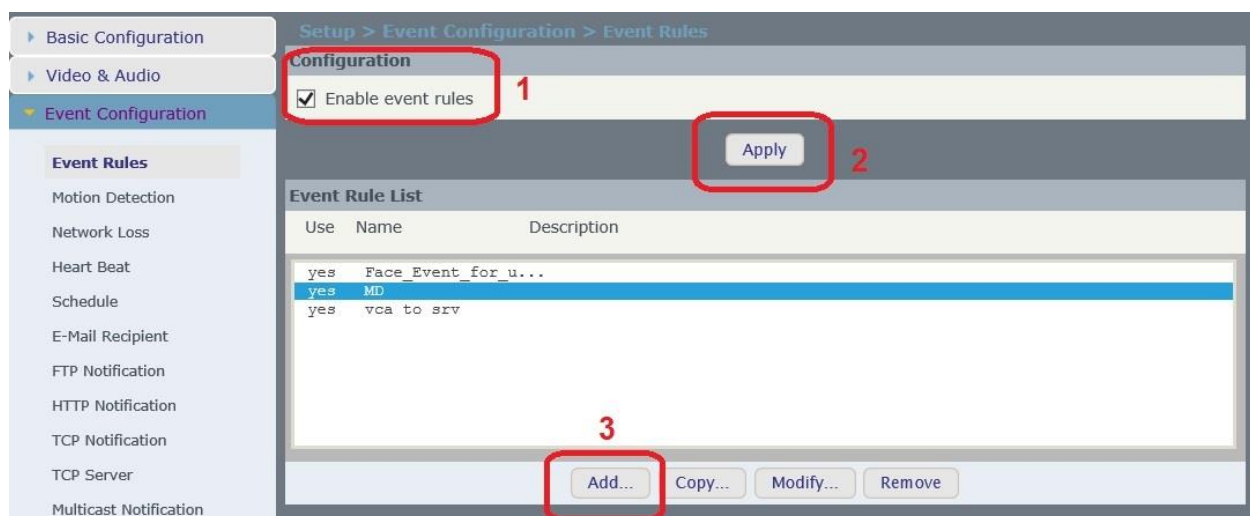 Basic Configuration
Video & Audio
Event Configuration
Event Rules
Motion Detection
Network Loss
Heart Beat
Schedule
E-Mail Recipient
FTP Notification
HTTP Notification
TCP Notification
TCP Server
Multicast Notification
Setup > Event Configuration > Event Rules
Configuration
Enable event rules
1
Apply
2
Event Rule List
Use Name Description
yes Face_Event_for_u...
yes MD
yes vca to srv
3
Add... Copy... Modify... Remove